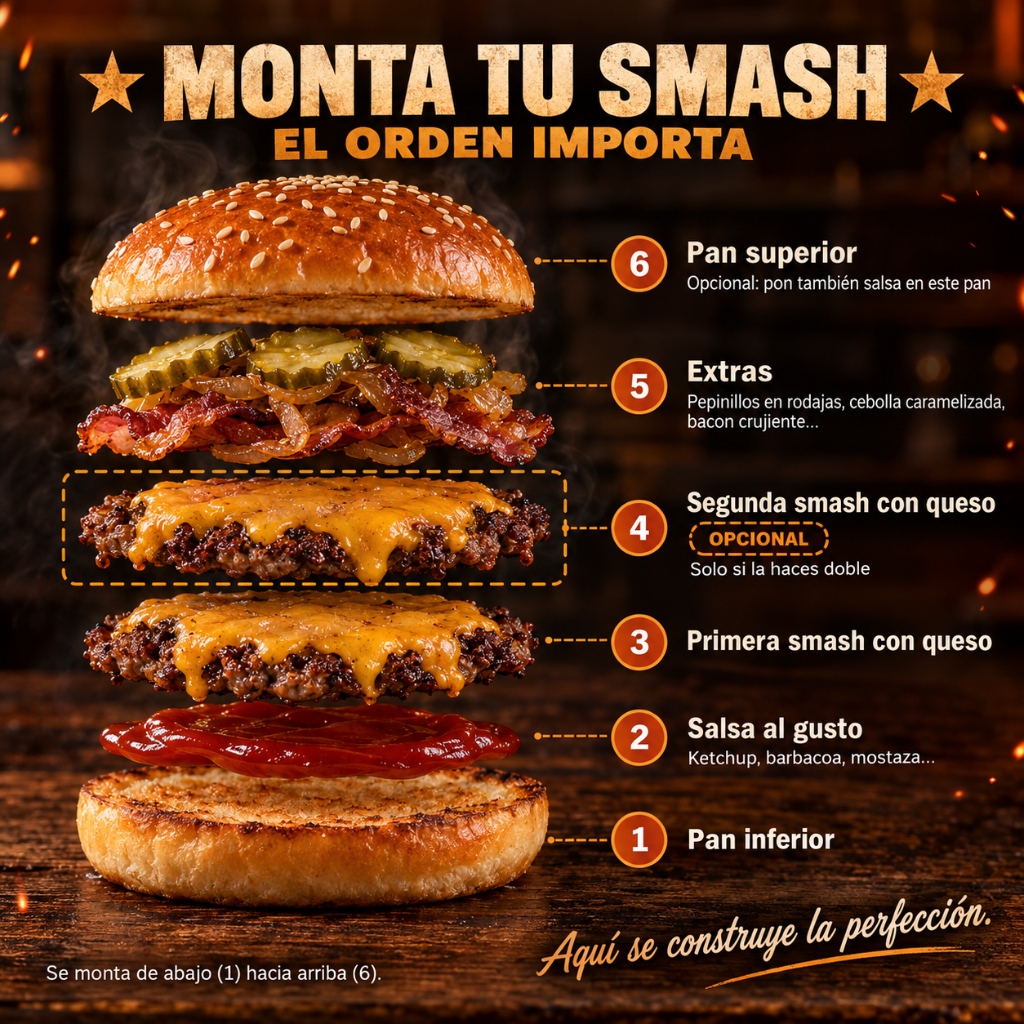 MONTA TU SMASH
EL ORDEN IMPORTA
6
Pan superior
Opcional: pon también salsa en este pan
5
Extras
Pepinillos en rodajas, cebolla caramelizada,
bacon crujiente...
4
Segunda smash con queso
OPCIONAL
Solo si la haces doble
3
Primera smash con queso
2
Salsa al gusto
Ketchup, barbacoa, mostaza...
1
Pan inferior
Aquí se construye la perfección.
Se monta de abajo (1) hacia arriba (6).